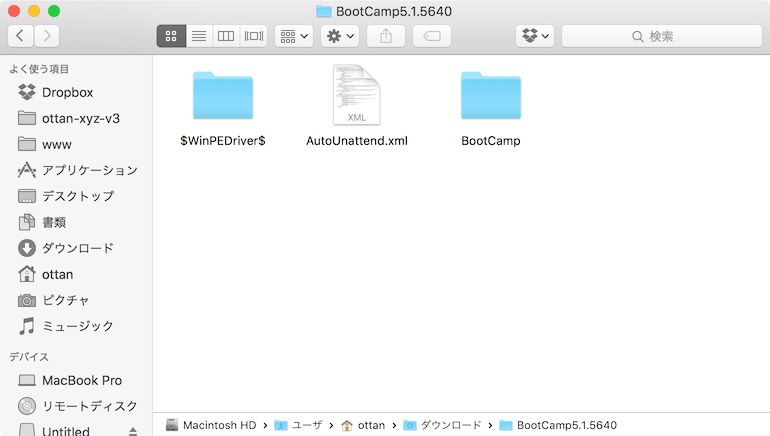 BootCamp5.1.5640
検索
よく使う項目
Dropbox
ottan-xyz-v3
www
アプリケーション
デスクトップ
書類
ダウンロード
ottan
ピクチャ
ミュージック
デバイス
MacBook Pro
リモートディスク
Untitled
$WinPEDriver$
XML
AutoUnattend.xml
BootCamp
Macintosh HD › ユーザ › ottan › ダウンロード › BootCamp5.1.5640